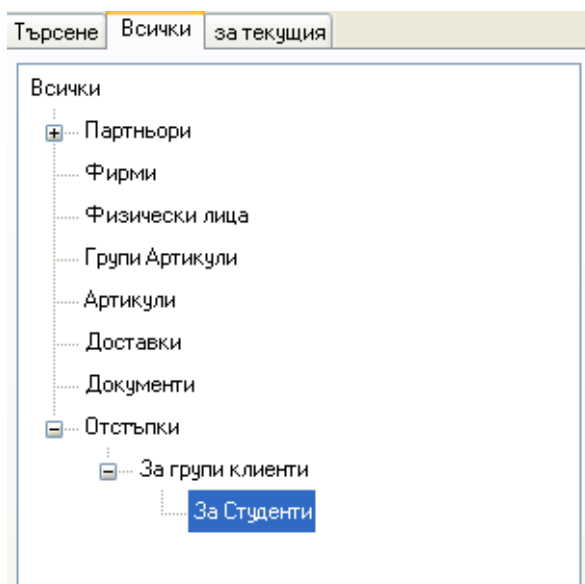 Търсене Всички за текущия
Всички
Партньори
Фирми
Физически лица
Групи Артикули
Артикули
Доставки
Документи
Отстъпки
За групи клиенти
За Студенти